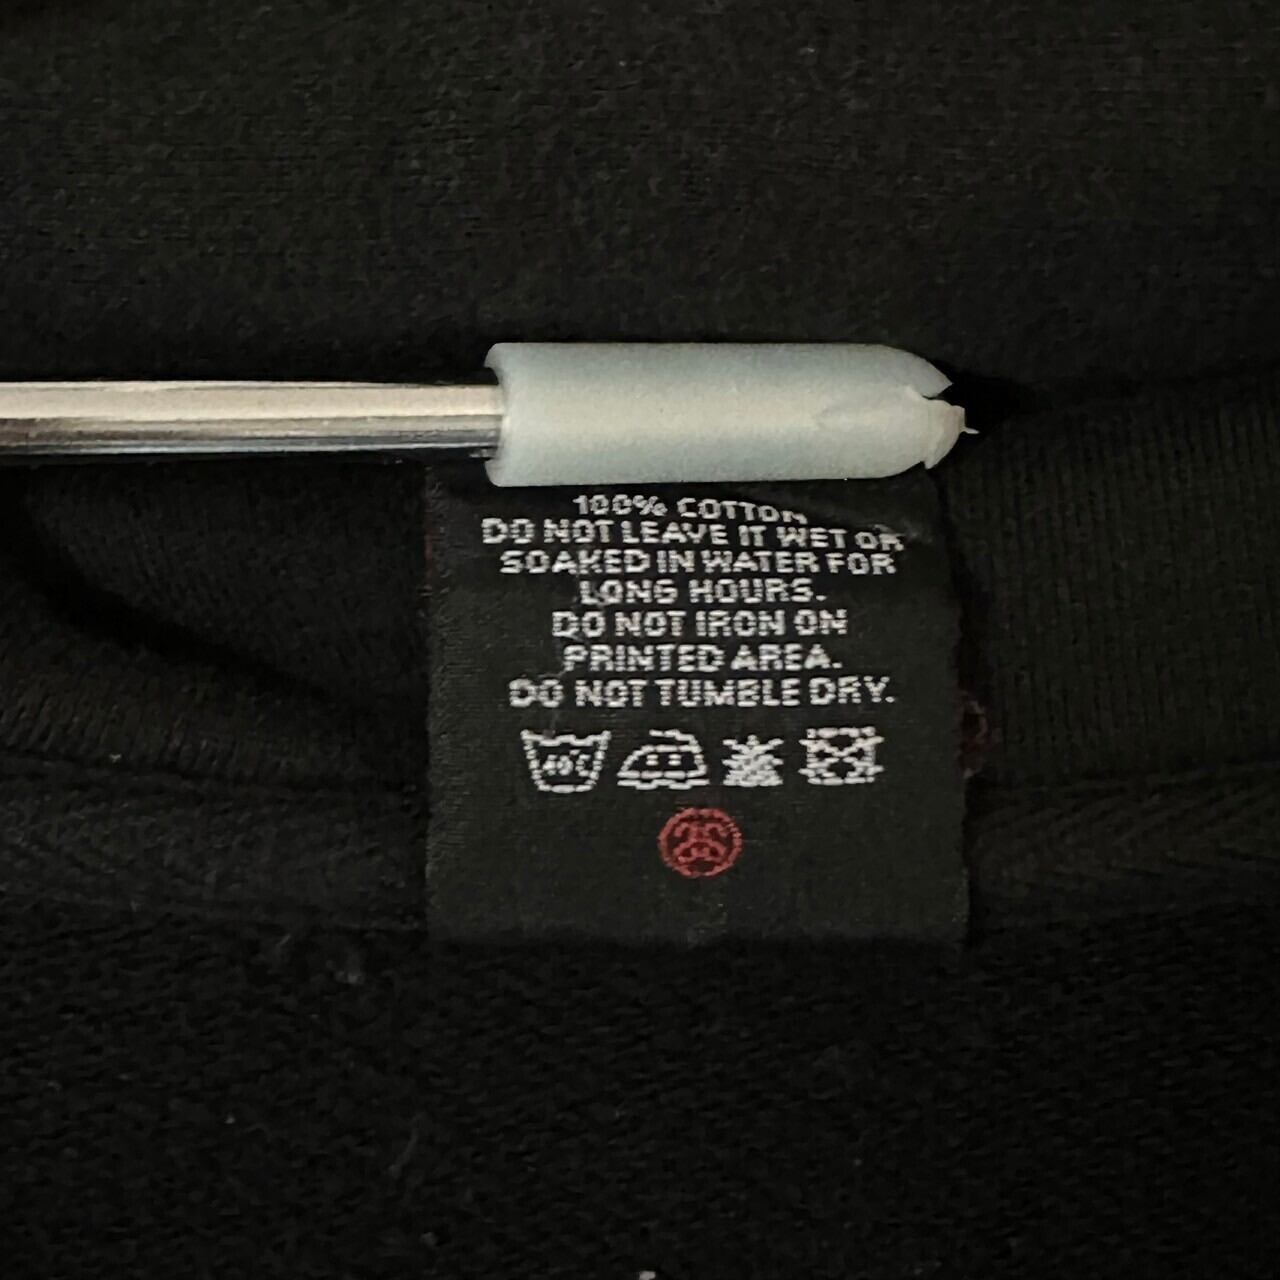 100% COTTON
DO NOT LEAVE IT WET OR
SOAKED IN WATER FOR
LONG HOURS.
DO NOT IRON ON
PRINTED AREA.
DO NOT TUMBLE DRY.
40°C